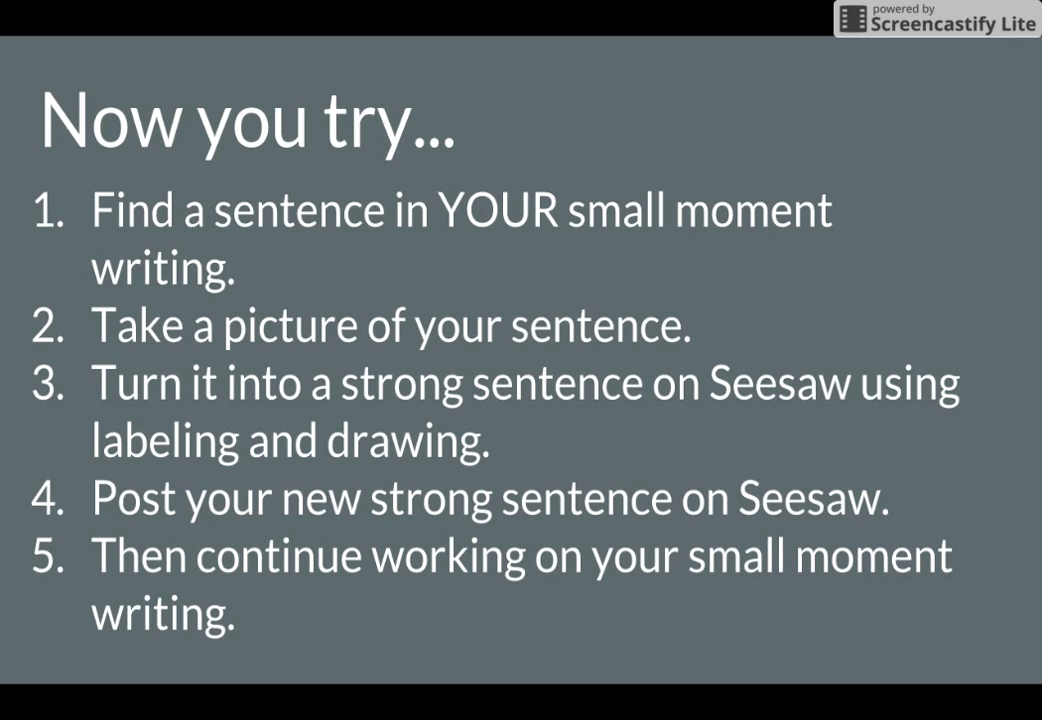 powered by
Screencastify Lite
Now you try...
1. Find a sentence in YOUR small moment
writing.
2. Take a picture of your sentence.
3. Turn it into a strong sentence on Seesaw using
labeling and drawing.
4. Post your new strong sentence on Seesaw.
5. Then continue working on your small moment
writing.